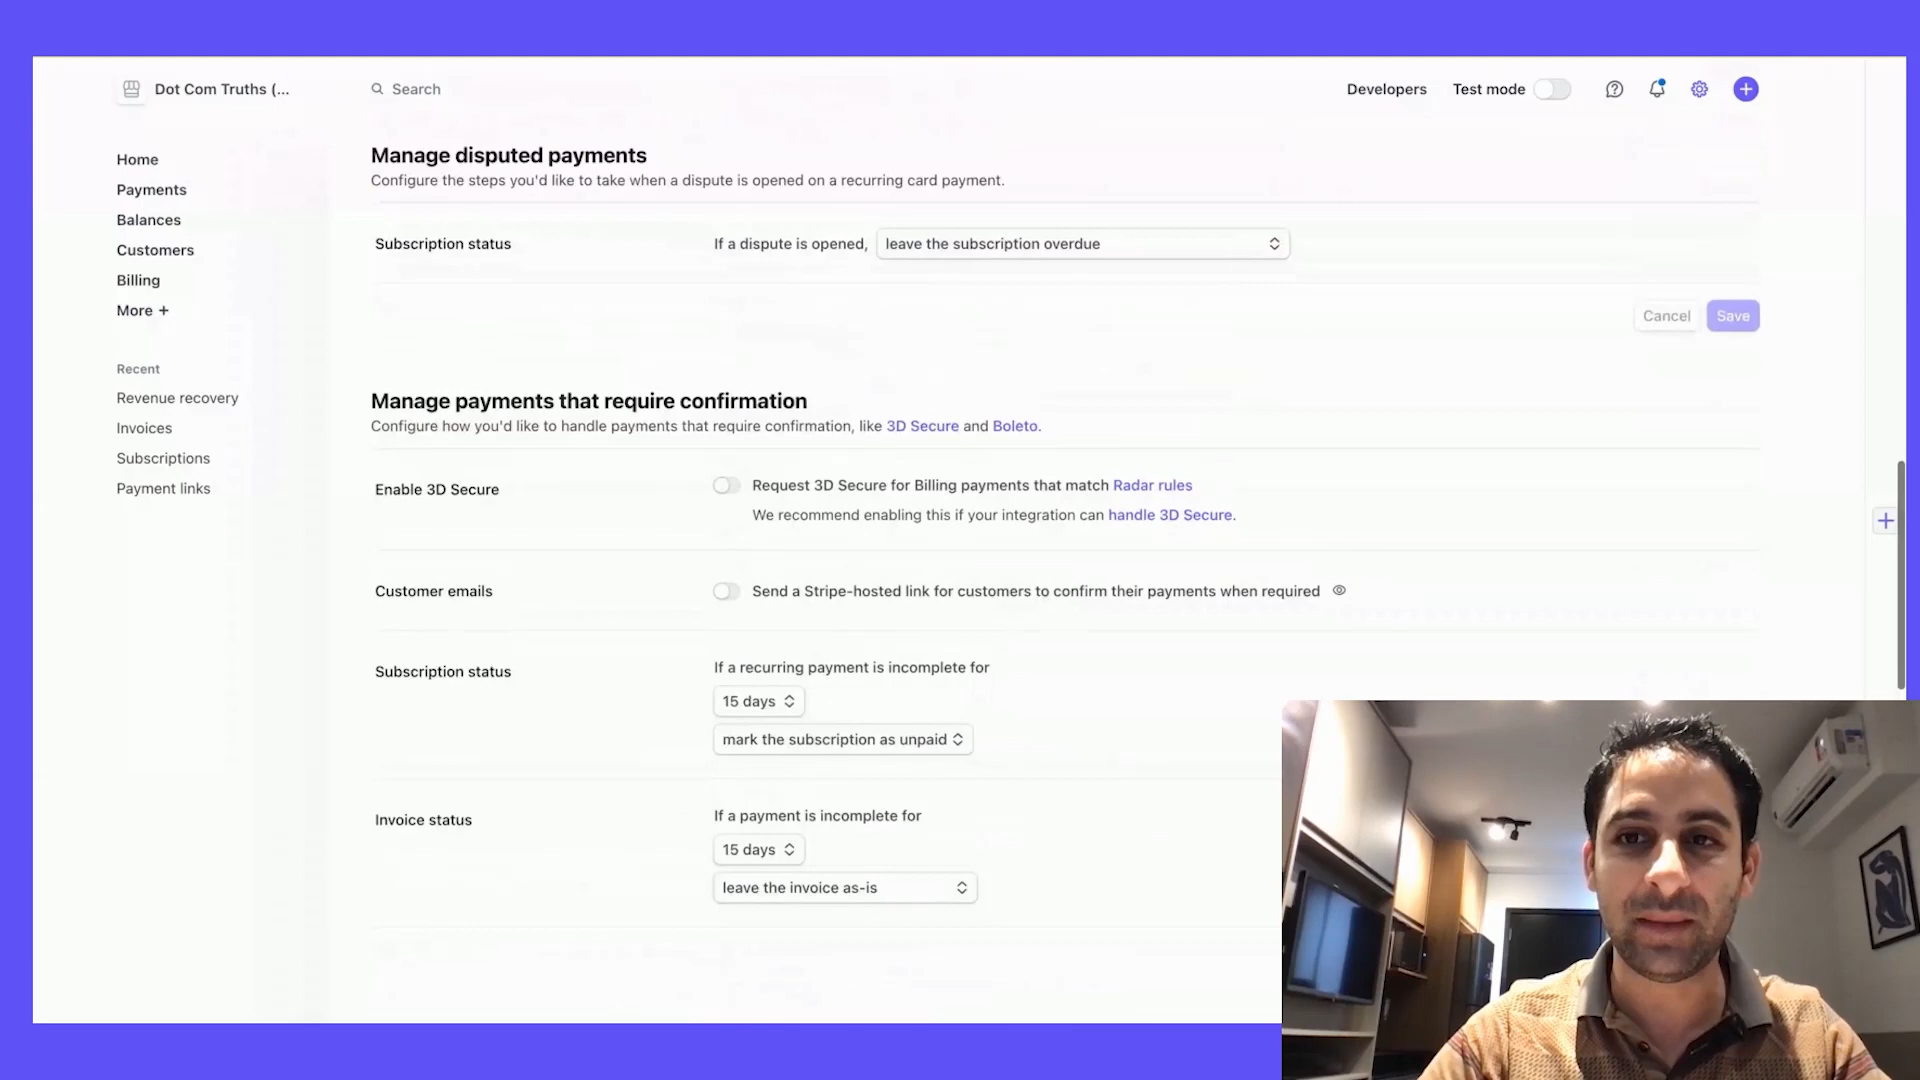 Dot Com Truths (...
Search
Developers
Test mode
Home
Payments
Balances
Customers
Billing
More +
Recent
Revenue recovery
Invoices
Subscriptions
Payment links
Manage disputed payments
Configure the steps you'd like to take when a dispute is opened on a recurring card payment.
Subscription status
If a dispute is opened, leave the subscription overdue
Cancel
Save
Manage payments that require confirmation
Configure how you'd like to handle payments that require confirmation, like 3D Secure and Boleto.
Enable 3D Secure
Request 3D Secure for Billing payments that match Radar rules
We recommend enabling this if your integration can handle 3D Secure.
Customer emails
Send a Stripe-hosted link for customers to confirm their payments when required
Subscription status
If a recurring payment is incomplete for
15 days
mark the subscription as unpaid
Invoice status
If a payment is incomplete for
15 days
leave the invoice as-is